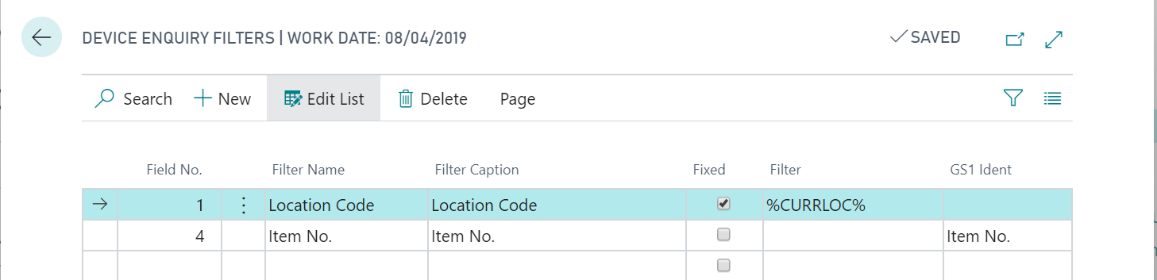 DEVICE ENQUIRY FILTERS | WORK DATE: 08/04/2019 SAVED
Search New Edit List Delete Page
Field No. Filter Name Filter Caption Fixed Filter GS1 Ident
1 Location Code Location Code %CURRLOC%
4 Item No. Item No. Item No.